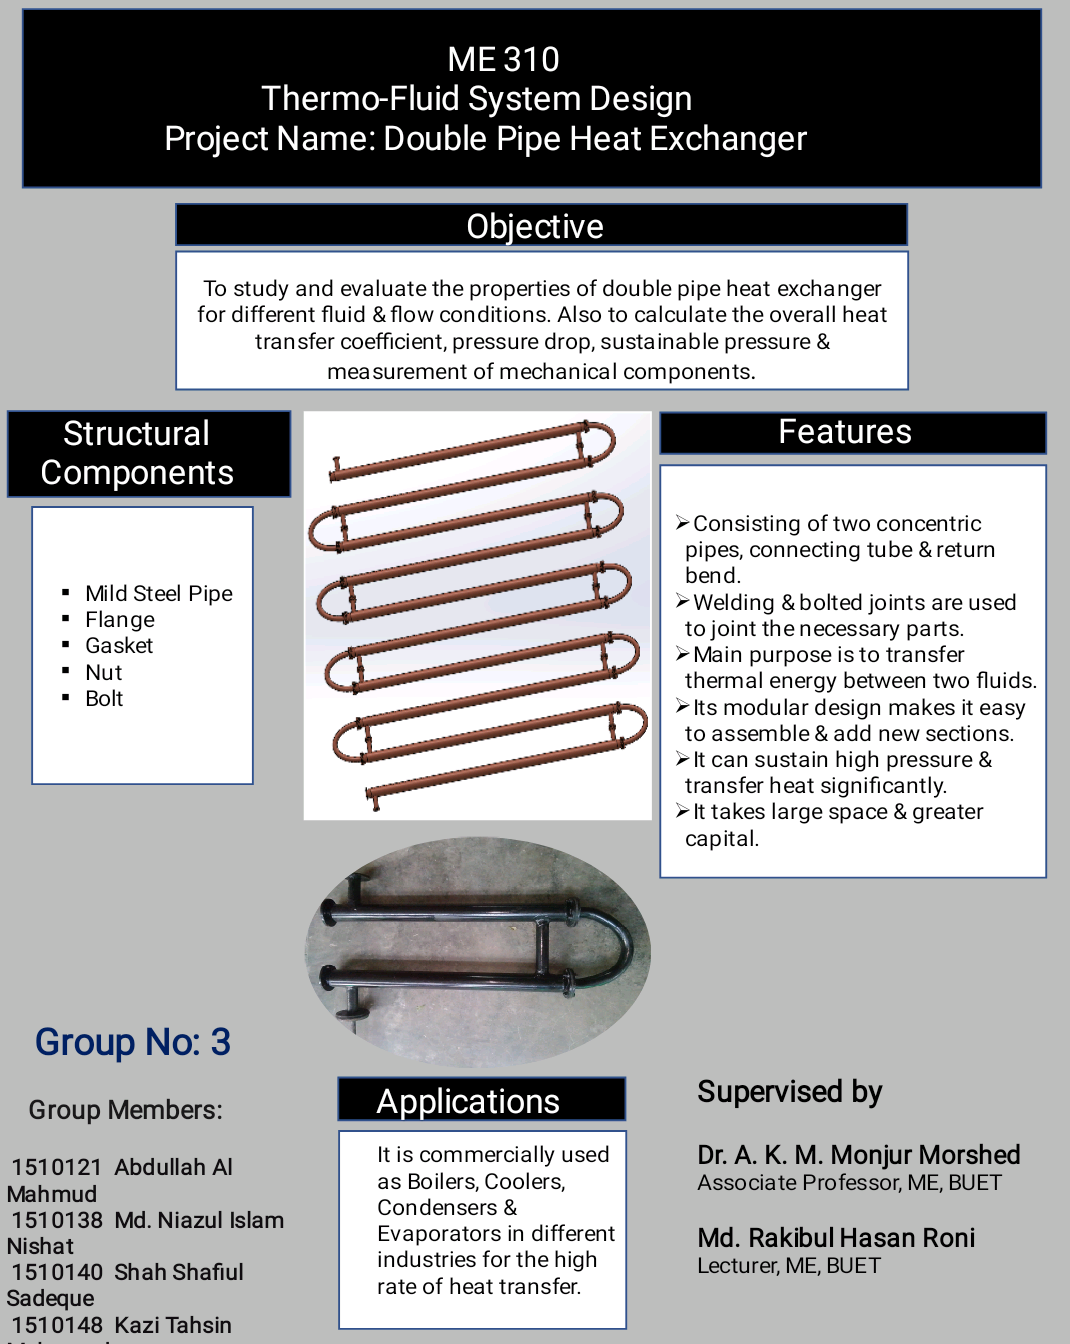 ME 310
Thermo-Fluid System Design
Project Name: Double Pipe Heat Exchanger
Objective
To study and evaluate the properties of double pipe heat exchanger
for different fluid & flow conditions. Also to calculate the overall heat
transfer coefficient, pressure drop, sustainable pressure &
measurement of mechanical components.
Structural
Components
▪ Mild Steel Pipe
▪ Flange
▪ Gasket
▪ Nut
▪ Bolt
Features
➢Consisting of two concentric
pipes, connecting tube & return
bend.
➢Welding & bolted joints are used
to joint the necessary parts.
➢Main purpose is to transfer
thermal energy between two fluids.
➢Its modular design makes it easy
to assemble & add new sections.
➢It can sustain high pressure &
transfer heat significantly.
➢It takes large space & greater
capital.
Group No: 3
Group Members:
1510121 Abdullah Al
Mahmud
1510138 Md. Niazul Islam
Nishat
1510140 Shah Shafiul
Sadeque
1510148 Kazi Tahsin
Applications
It is commercially used
as Boilers, Coolers,
Condensers &
Evaporators in different
industries for the high
rate of heat transfer.
Supervised by
Dr. A. K. M. Monjur Morshed
Associate Professor, ME, BUET
Md. Rakibul Hasan Roni
Lecturer, ME, BUET